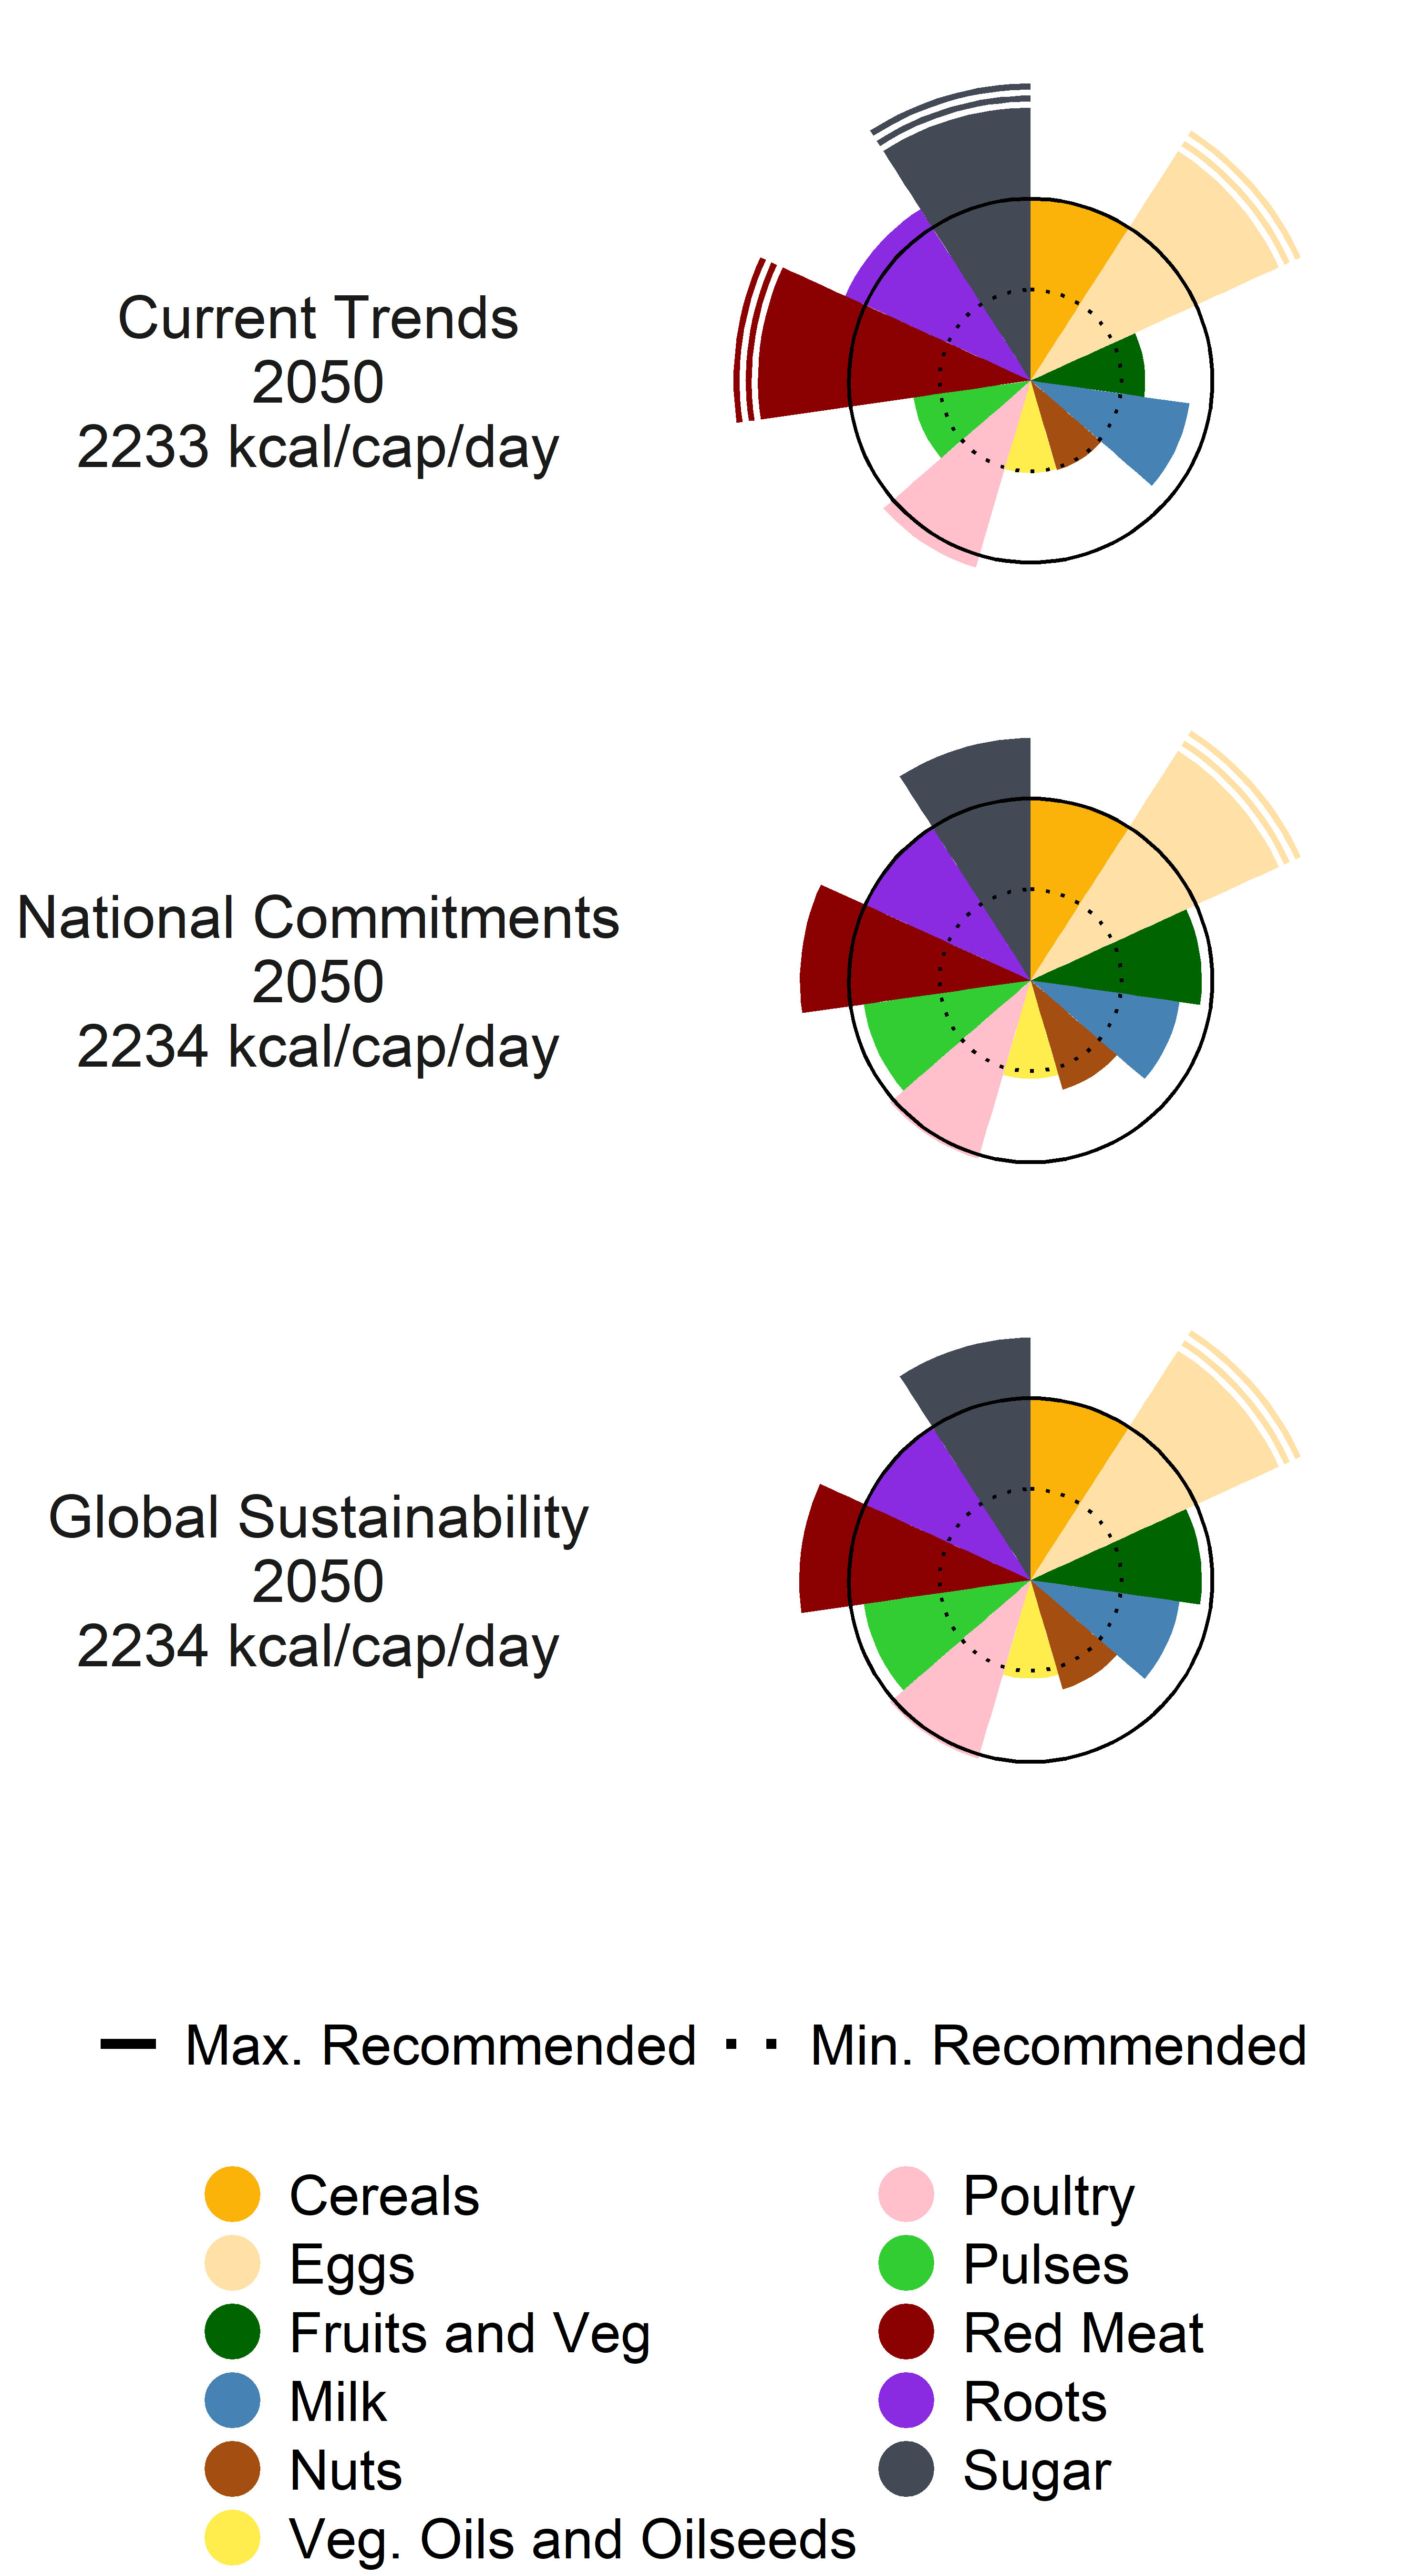 Current Trends
2050
2233 kcal/cap/day
National Commitments
2050
2234 kcal/cap/day
Global Sustainability
2050
2234 kcal/cap/day
Max. Recommended Min. Recommended
Cereals
Eggs
Fruits and Veg
Milk
Nuts
Veg. Oils and Oilseeds
Poultry
Pulses
Red Meat
Roots
Sugar